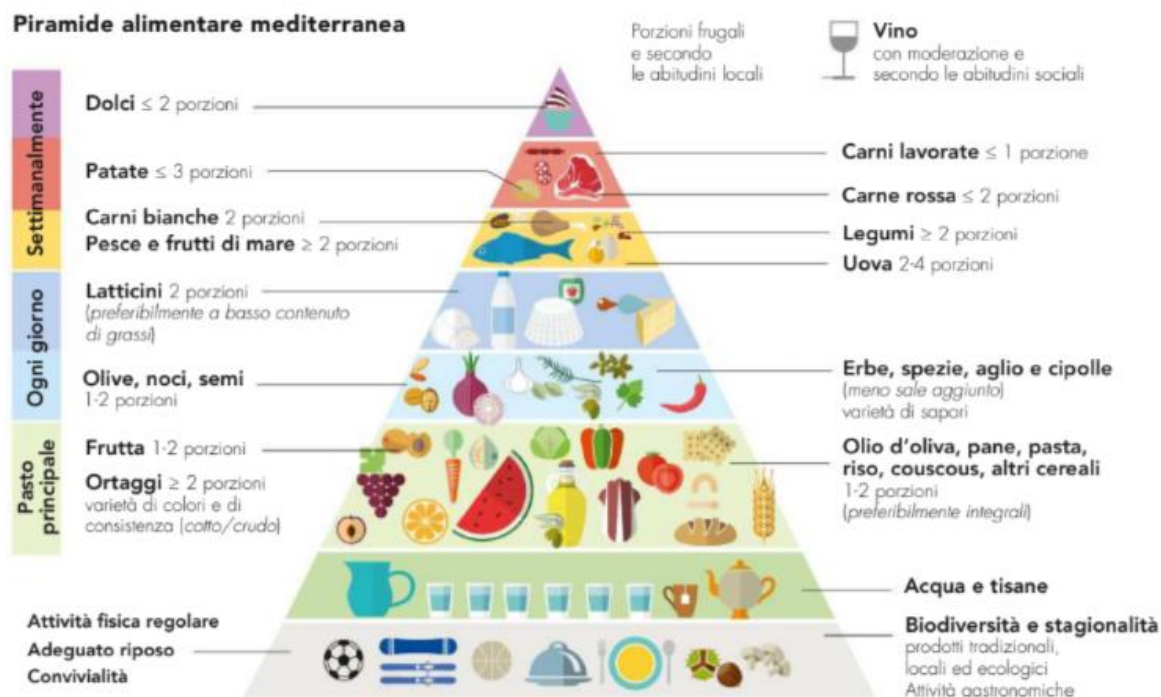 Piramide alimentare mediterranea
Porzioni frugali
e secondo
le abitudini locali
Vino
con moderazione e
secondo le abitudini sociali
Settimanalmente
Dolci ≤ 2 porzioni
Patate ≤ 3 porzioni
Carni bianche 2 porzioni
Pesce e frutti di mare ≥ 2 porzioni
Carni lavorate ≤ 1 porzione
Carne rossa ≤ 2 porzioni
Legumi ≥ 2 porzioni
Uova 2-4 porzioni
Ogni giorno
Latticini 2 porzioni
(preferibilmente a basso contenuto
di grassi)
Olive, noci, semi
1-2 porzioni
Erbe, spezie, aglio e cipolle
(meno sale aggiunto)
varietà di sapori
Pasto
principale
Frutta 1-2 porzioni
Ortaggi ≥ 2 porzioni
varietà di colori e di
consistenza (cotto/crudo)
Olio d'oliva, pane, pasta,
riso, couscous, altri cereali
1-2 porzioni
(preferibilmente integrali)
Acqua e tisane
Attività fisica regolare
Adeguato riposo
Convivialità
Biodiversità e stagionalità
prodotti tradizionali,
locali ed ecologici
Attività gastronomiche